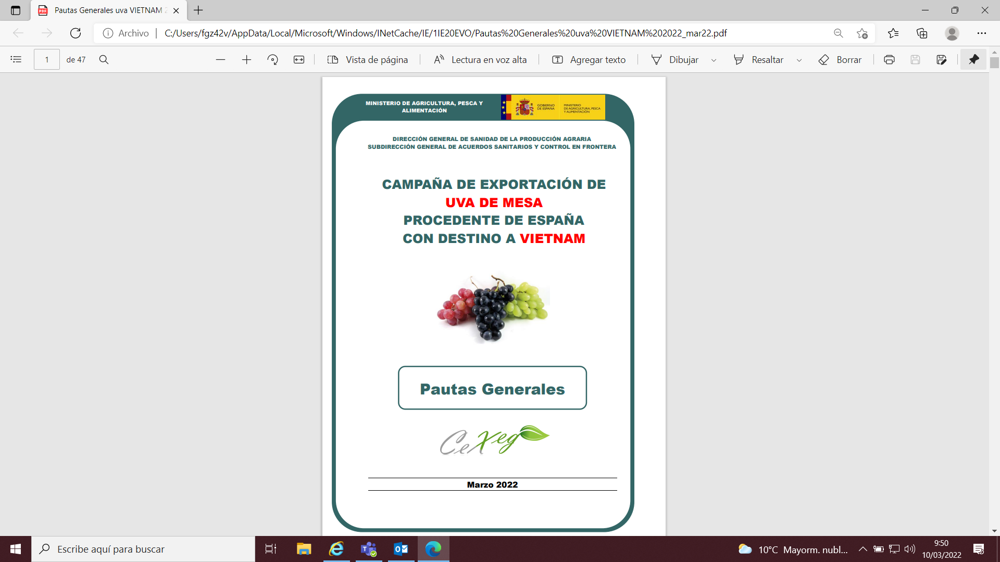 Pautas Generales uva VIETNAM 2
Archivo
C:/Users/fgz42v/AppData/Local/Microsoft/Windows/INetCache/IE/1IE20EVO/Pautas%20Generales%20uva%20VIETNAM%202022_mar22.pdf
1 de 47
Vista de página
Lectura en voz alta
Agregar texto
Dibujar
Resaltar
Borrar
MINISTERIO DE AGRICULTURA, PESCA Y
ALIMENTACIÓN
GOBIERNO
DE ESPAÑA
MINISTERIO
DE AGRICULTURA, PESCA
Y ALIMENTACIÓN
DIRECCIÓN GENERAL DE SANIDAD DE LA PRODUCCIÓN AGRARIA
SUBDIRECCIÓN GENERAL DE ACUERDOS SANITARIOS Y CONTROL EN FRONTERA
CAMPAÑA DE EXPORTACIÓN DE
UVA DE MESA
PROCEDENTE DE ESPAÑA
CON DESTINO A VIETNAM
Pautas Generales
CeXeg
Marzo 2022
Escribe aquí para buscar
10°C Mayorm. nubl...
9:50
10/03/2022